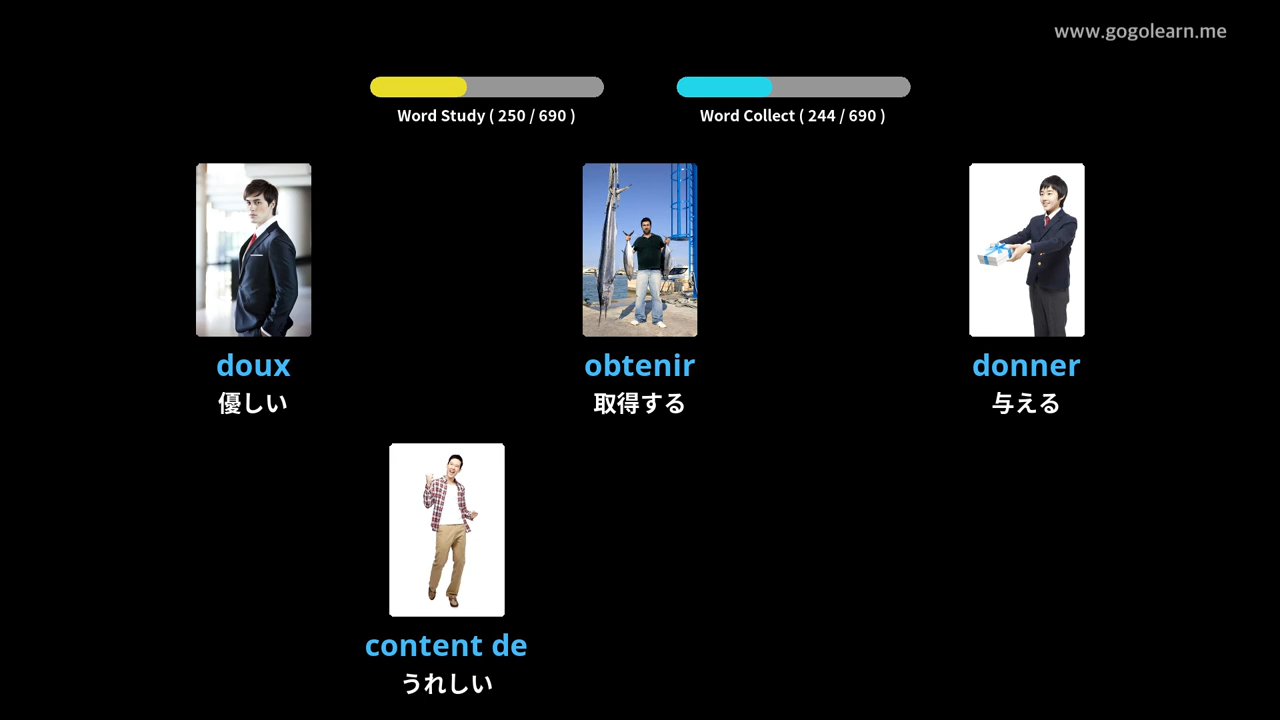 www.gogolearn.me
Word Study ( 250 / 690 )
Word Collect ( 244 / 690 )
doux
優しい
obtenir
取得する
donner
与える
content de
うれしい